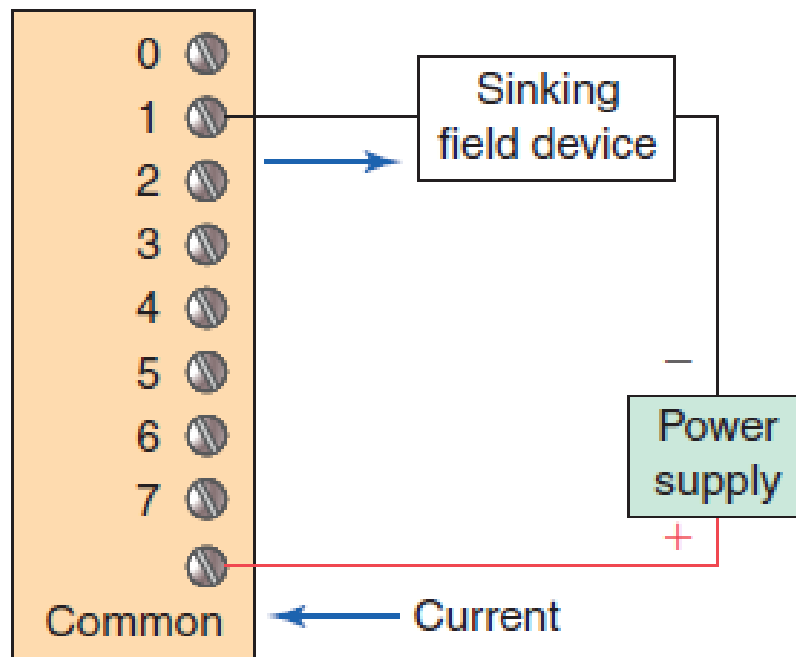 0
1
2
3
4
5
6
7
Common
Sinking
field device
−
Power
supply
+
Current